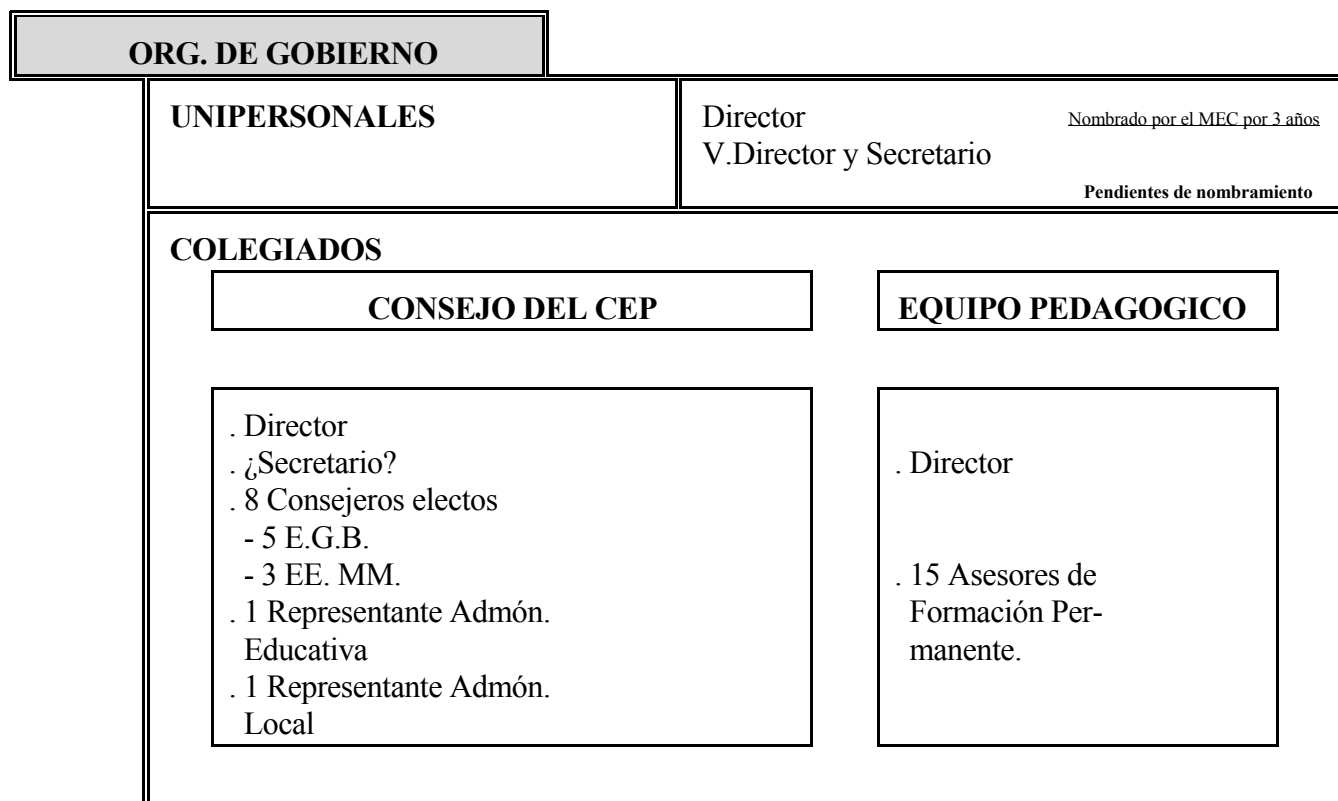 ORG. DE GOBIERNO
UNIPERSONALES
Director
Nombrado por el MEC por 3 años
V.Director y Secretario
Pendientes de nombramiento
COLEGIADOS
CONSEJO DEL CEP
. Director
. ¿Secretario?
. 8 Consejeros electos
- 5 E.G.B.
- 3 EE. MM.
. 1 Representante Admón.
Educativa
. 1 Representante Admón.
Local
EQUIPO PEDAGOGICO
. Director
. 15 Asesores de
Formación Per-
manente.